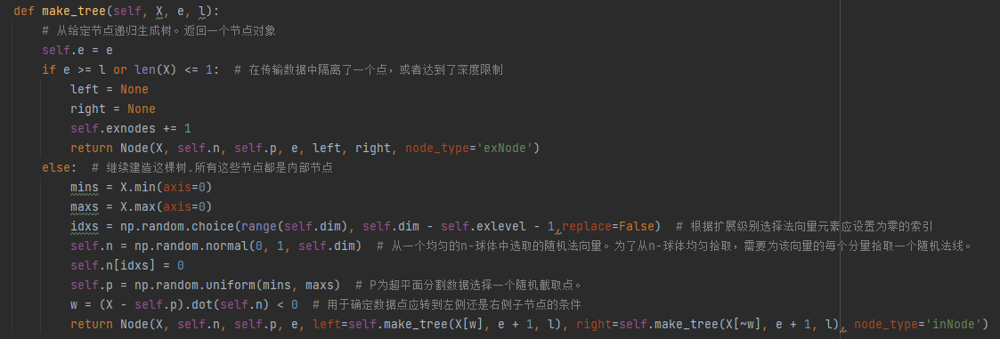 def make_tree(self, X, e, l):
    # 从给定节点递归生成树。返回一个节点对象
    self.e = e
    if e >= l or len(X) <= 1:  # 在传输数据中隔离了一个点，或者达到了深度限制
        left = None
        right = None
        self.exnodes += 1
        return Node(X, self.n, self.p, e, left, right, node_type='exNode')
    else:  # 继续建造这棵树.所有这些节点都是内部节点
        mins = X.min(axis=0)
        maxs = X.max(axis=0)
        idxs = np.random.choice(range(self.dim), self.dim - self.exlevel - 1,replace=False)  # 根据扩展级别选择法向量元素应设置为零的索引
        self.n = np.random.normal(0, 1, self.dim)  # 从一个均匀的n-球体中选取的随机法向量。为了从n-球体均匀拾取，需要为该向量的每个分量拾取一个随机法线。
        self.n[idxs] = 0
        self.p = np.random.uniform(mins, maxs)  # P为超平面分割数据选择一个随机截取点。
        w = (X - self.p).dot(self.n) < 0  # 用于确定数据点应转到左侧还是右侧子节点的条件
        return Node(X, self.n, self.p, e, left=self.make_tree(X[w], e + 1, l), right=self.make_tree(X[~w], e + 1, l), node_type='inNode')